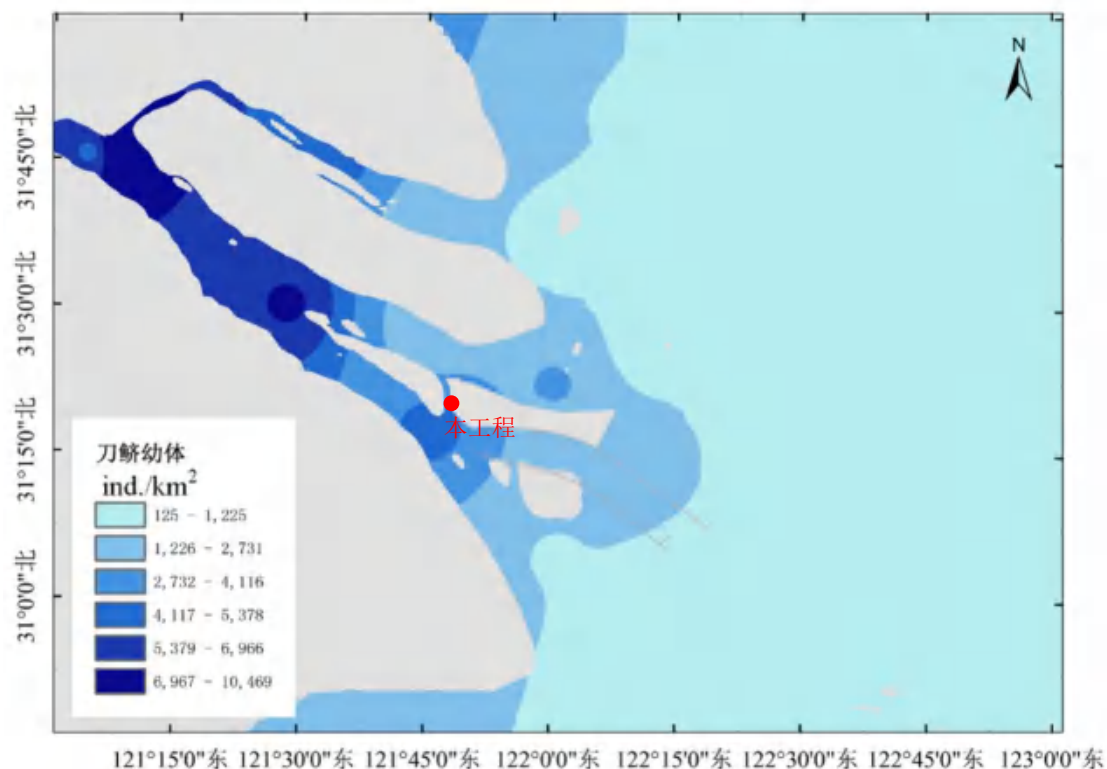 N
31°45'0"北
31°30'0"北
31°15'0"北
31°0'0"北
本工程
刀鲚幼体
ind./km²
125 - 1,225
1,226 - 2,731
2,732 - 4,116
4,117 - 5,378
5,379 - 6,966
6,967 - 10,469
121°15'0"东 121°30'0"东 121°45'0"东 122°0'0"东 122°15'0"东 122°30'0"东 122°45'0"东 123°0'0"东